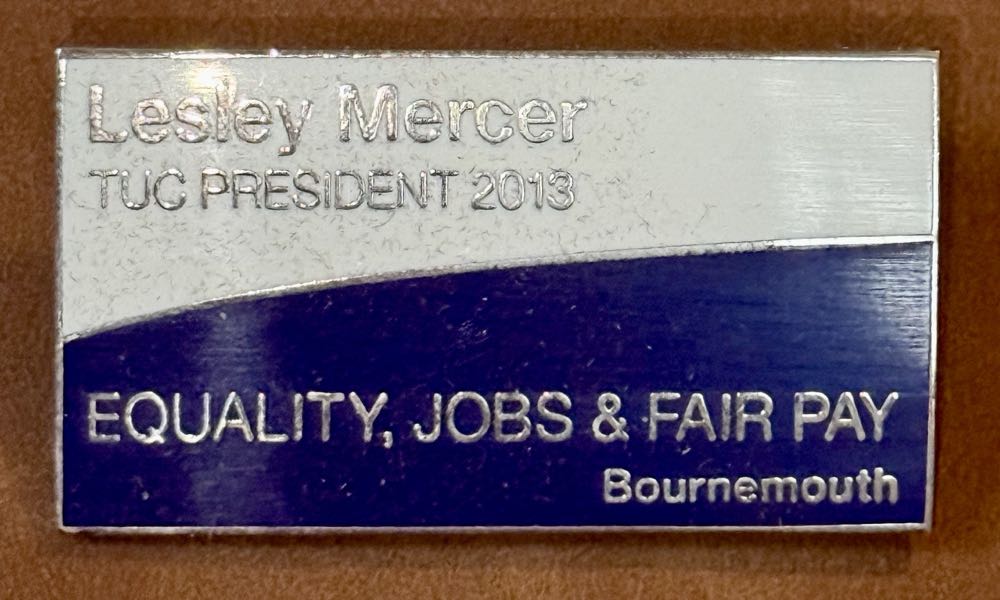 Lesley Mercer
TUC PRESIDENT 2013
EQUALITY, JOBS & FAIR PAY
Bournemouth